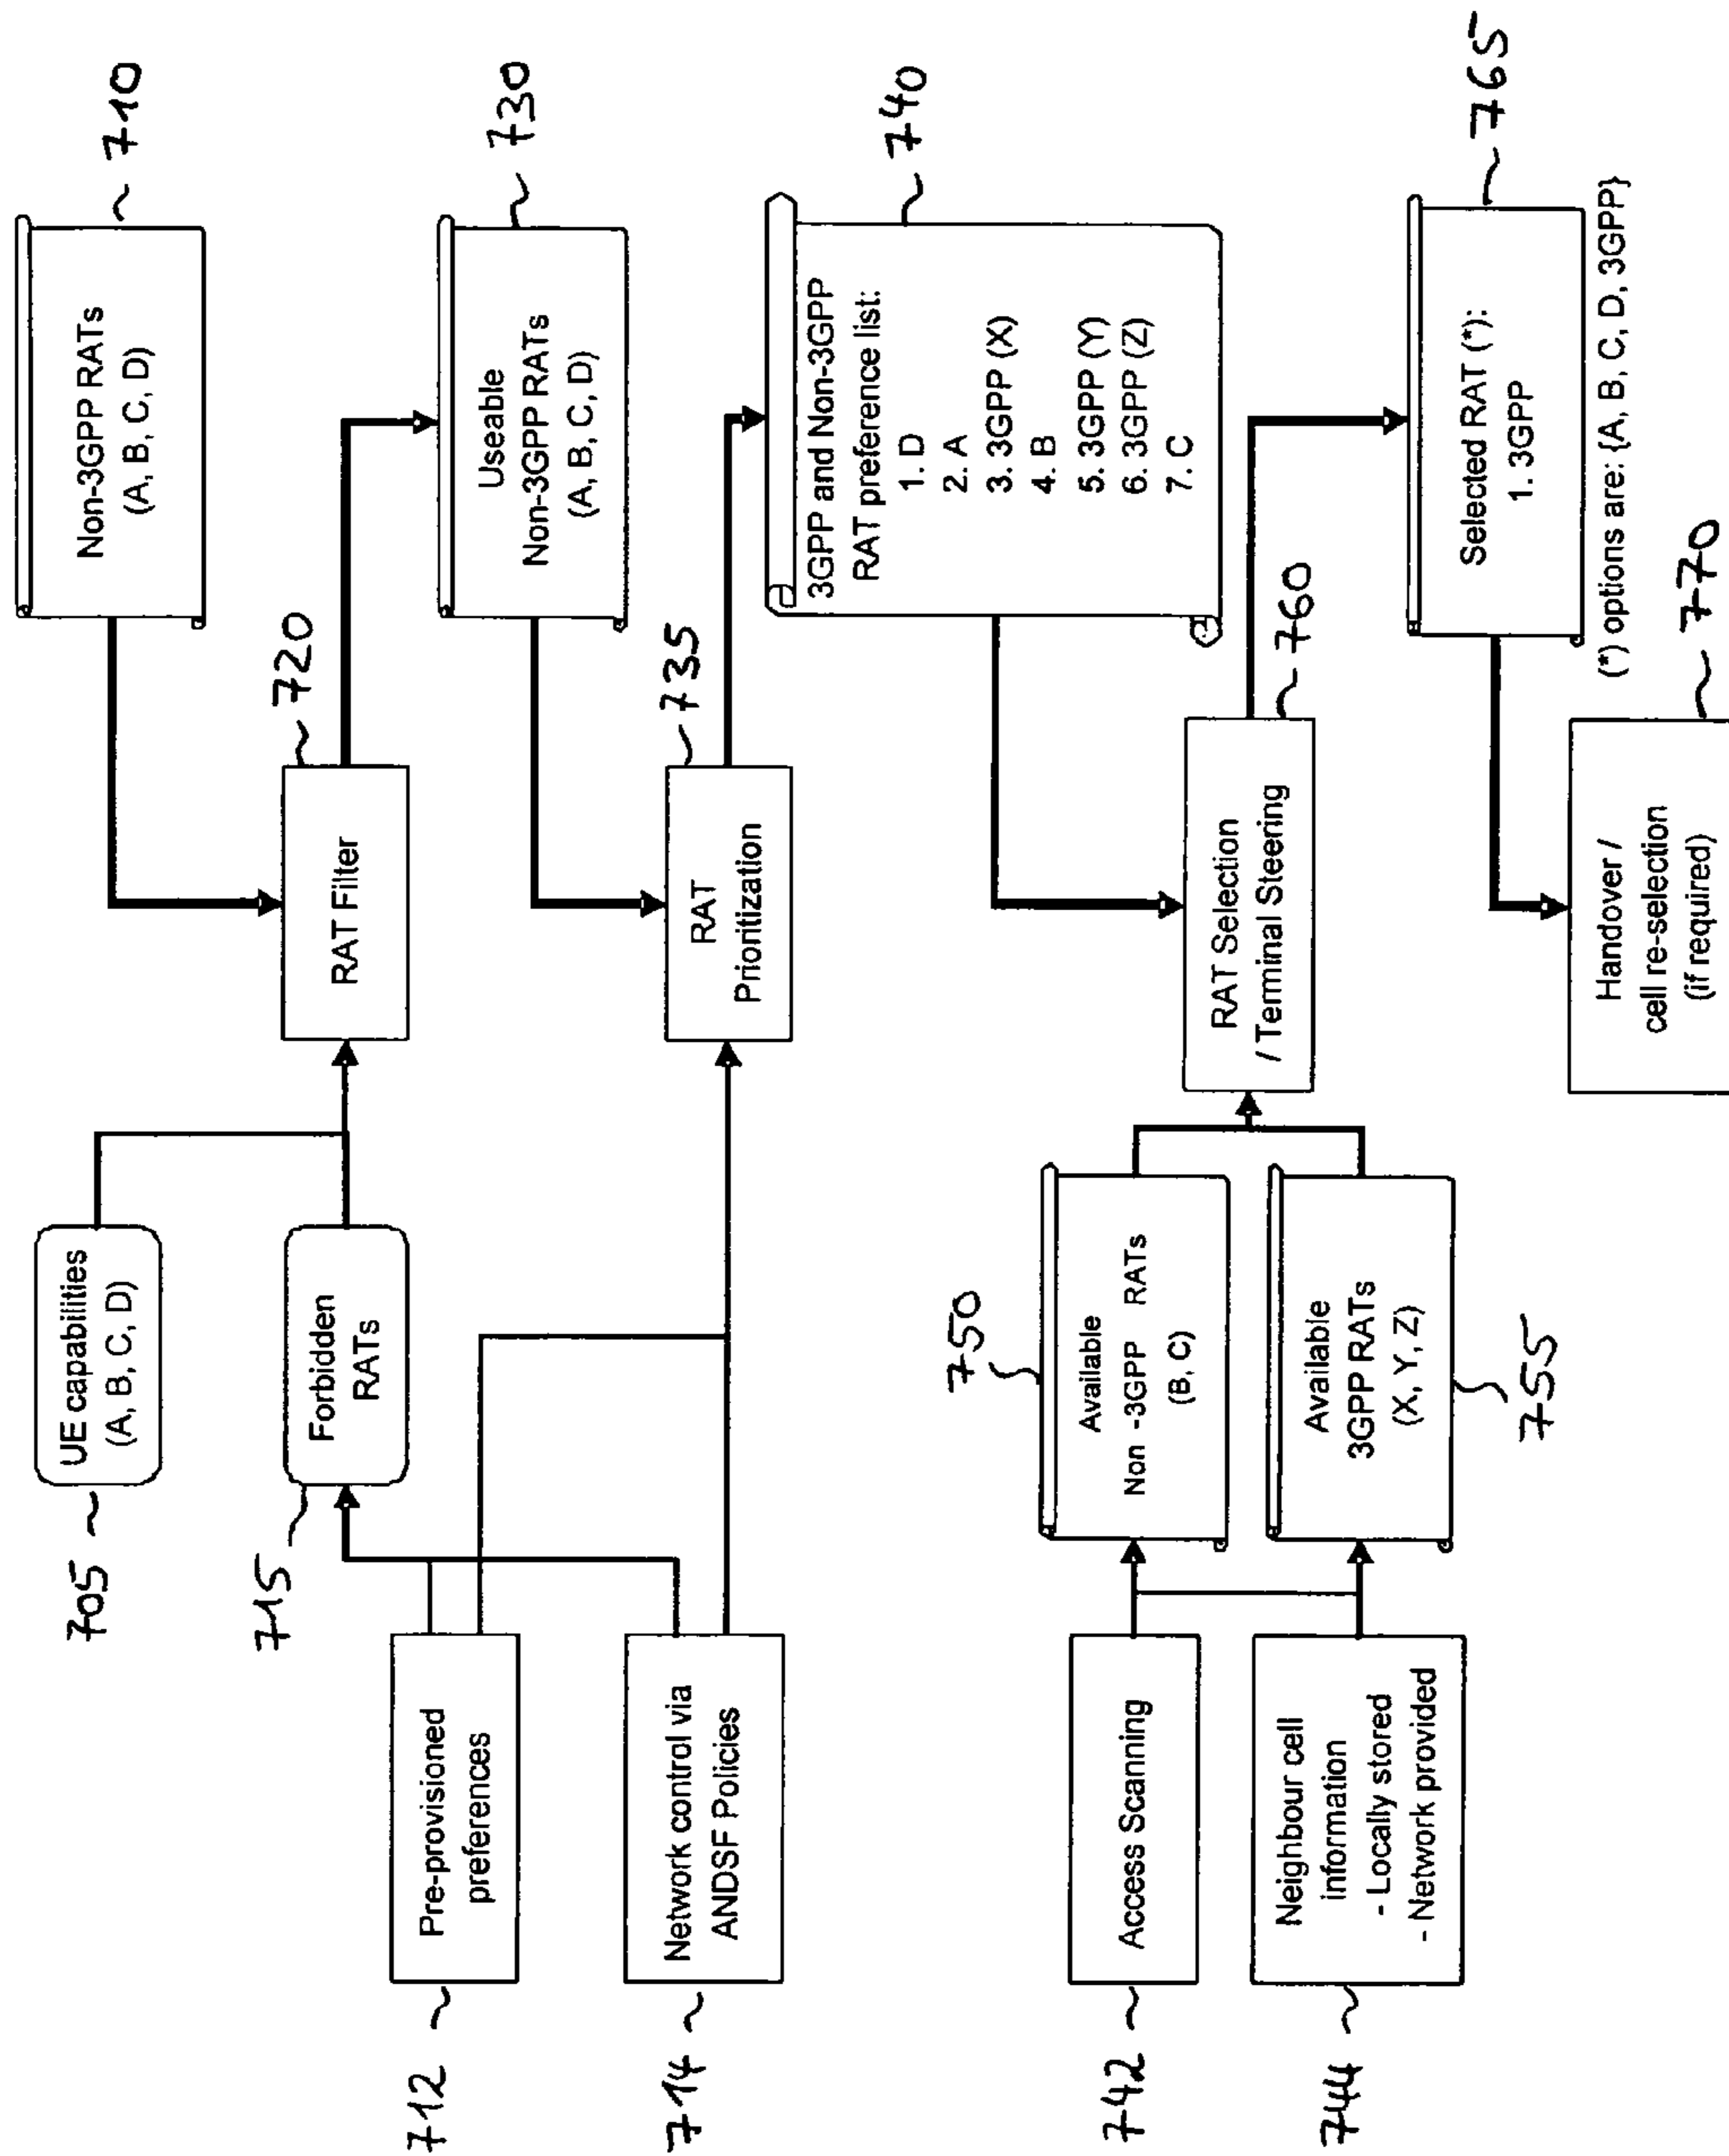 705
UE capabilities
(A, B, C, D)
Non-3GPP RATs
(A, B, C, D)
710
712
Pre-provisioned
preferences
715
Forbidden
RATs
RAT Filter
720
714
Network control via
ANDSF Policies
Useable
Non-3GPP RATs
(A, B, C, D)
730
RAT
Prioritization
735
3GPP and Non-3GPP
RAT preference list:
1. D
2. A
3. 3GPP (X)
4. B
5. 3GPP (Y)
6. 3GPP (Z)
7. C
740
742
Access Scanning
750
Available
Non -3GPP RATs
(B, C)
744
Neighbour cell
information
- Locally stored
- Network provided
Available
3GPP RATs
(X, Y, Z)
755
RAT Selection
/ Terminal Steering
760
Selected RAT (*):
1. 3GPP
765
(*) options are: {A, B, C, D, 3GPP}
Handover /
cell re-selection
(if required)
770